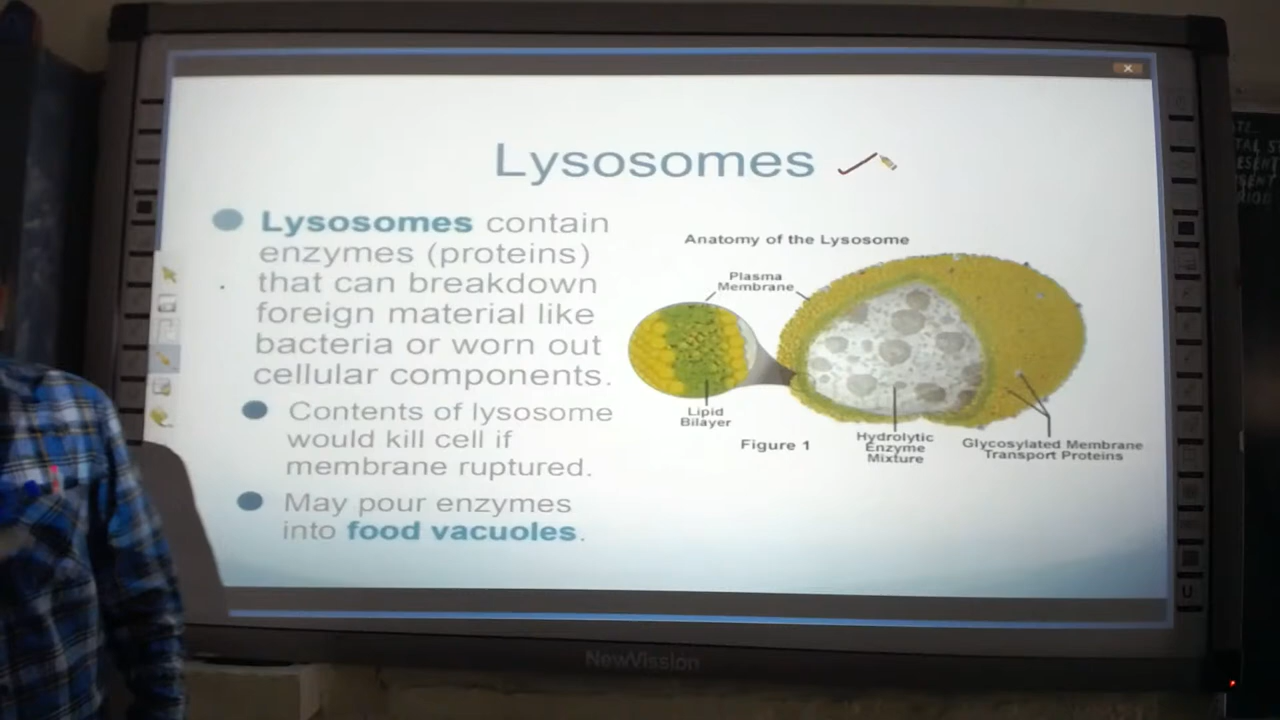 Lysosomes
Lysosomes contain
enzymes (proteins)
that can breakdown
foreign material like
bacteria or worn out
cellular components.
Contents of lysosome
would kill cell if
membrane ruptured.
May pour enzymes
into food vacuoles.
Anatomy of the Lysosome
Plasma
Membrane
Lipid
Bilayer
Figure 1
Hydrolytic
Enzyme
Mixture
Glycosylated Membrane
Transport Proteins
NewVission